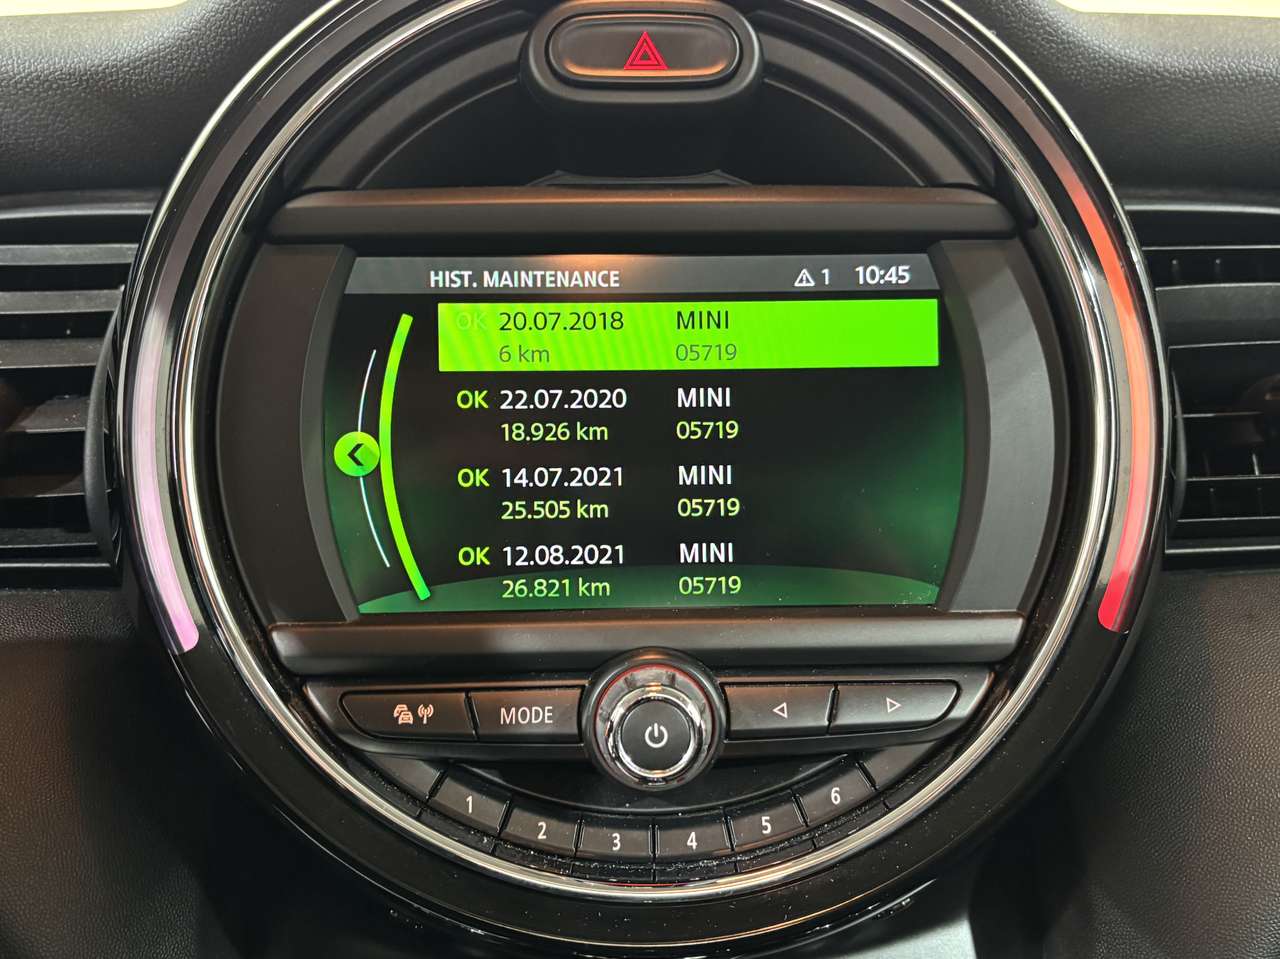 HIST. MAINTENANCE 1 10:45
OK 20.07.2018 MINI
6 km 05719
OK 22.07.2020 MINI
18.926 km 05719
OK 14.07.2021 MINI
25.505 km 05719
OK 12.08.2021 MINI
26.821 km 05719
MODE
1 2 3 4 5 6